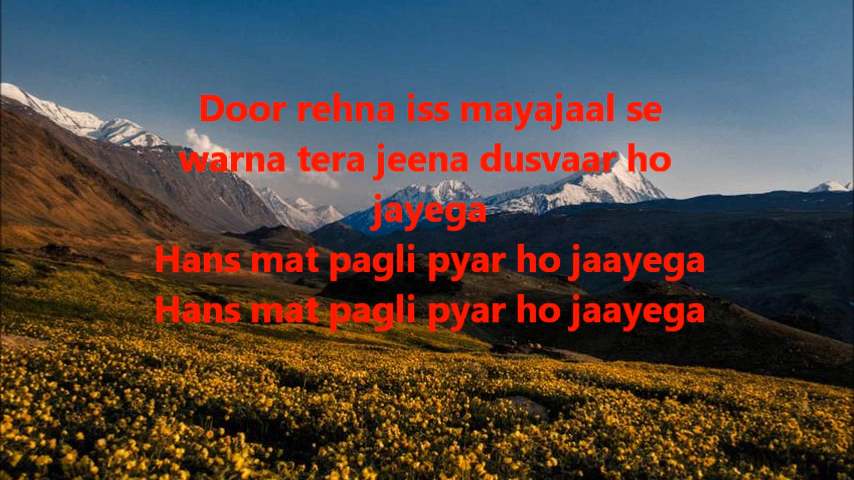 Door rehna iss mayajaal se
warna tera jeena dusvaar ho
jayega
Hans mat pagli pyar ho jaayega
Hans mat pagli pyar ho jaayega